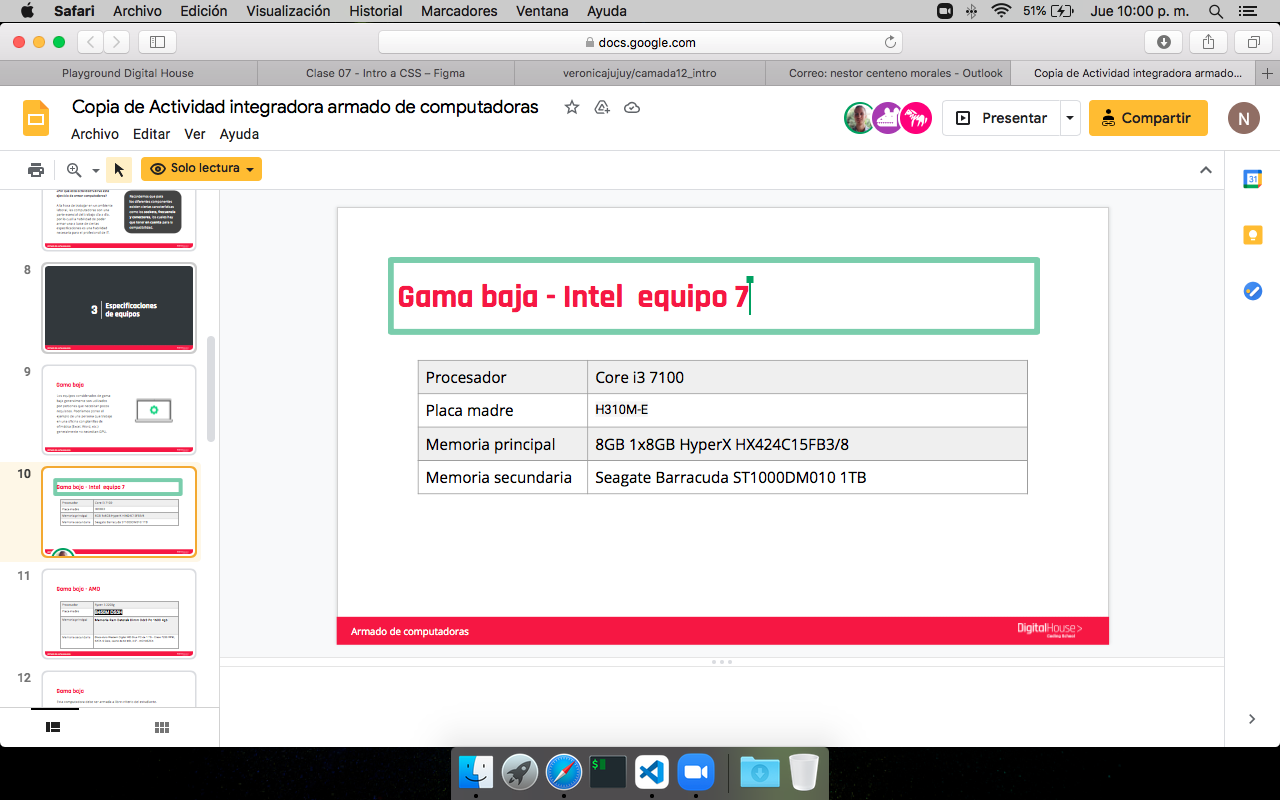 Safari Archivo Edición Visualización Historial Marcadores Ventana Ayuda 51% Jue 10:00 p. m.
docs.google.com
Playground Digital House Clase 07 - Intro a CSS – Figma veronicajujuy/camada12_intro Correo: nestor centeno morales - Outlook Copia de Actividad integradora armado...
Copia de Actividad integradora armado de computadoras
Archivo Editar Ver Ayuda
Presentar Compartir N
Solo lectura
31
8
3 Especificaciones
de equipos
9
Gama baja
10
Gama baja - Intel equipo 7
11
Gama baja - AMD
12
Gama baja
Gama baja - Intel equipo 7
Procesador Core i3 7100
Placa madre H310M-E
Memoria principal 8GB 1x8GB HyperX HX424C15FB3/8
Memoria secundaria Seagate Barracuda ST1000DM010 1TB
Armado de computadoras
DigitalHouse>
Coding School